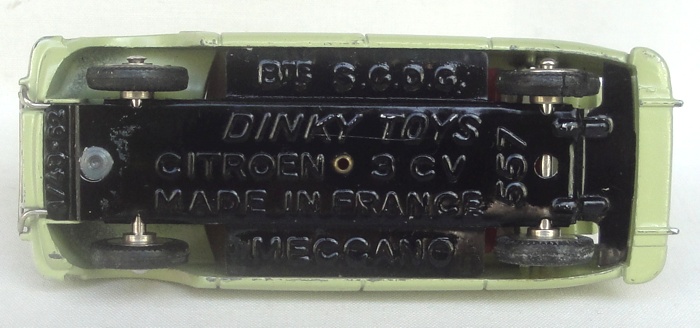 BTE S.G.D.G.
DINKY TOYS
CITROEN 3 CV
MADE IN FRANCE
557
MECCANO